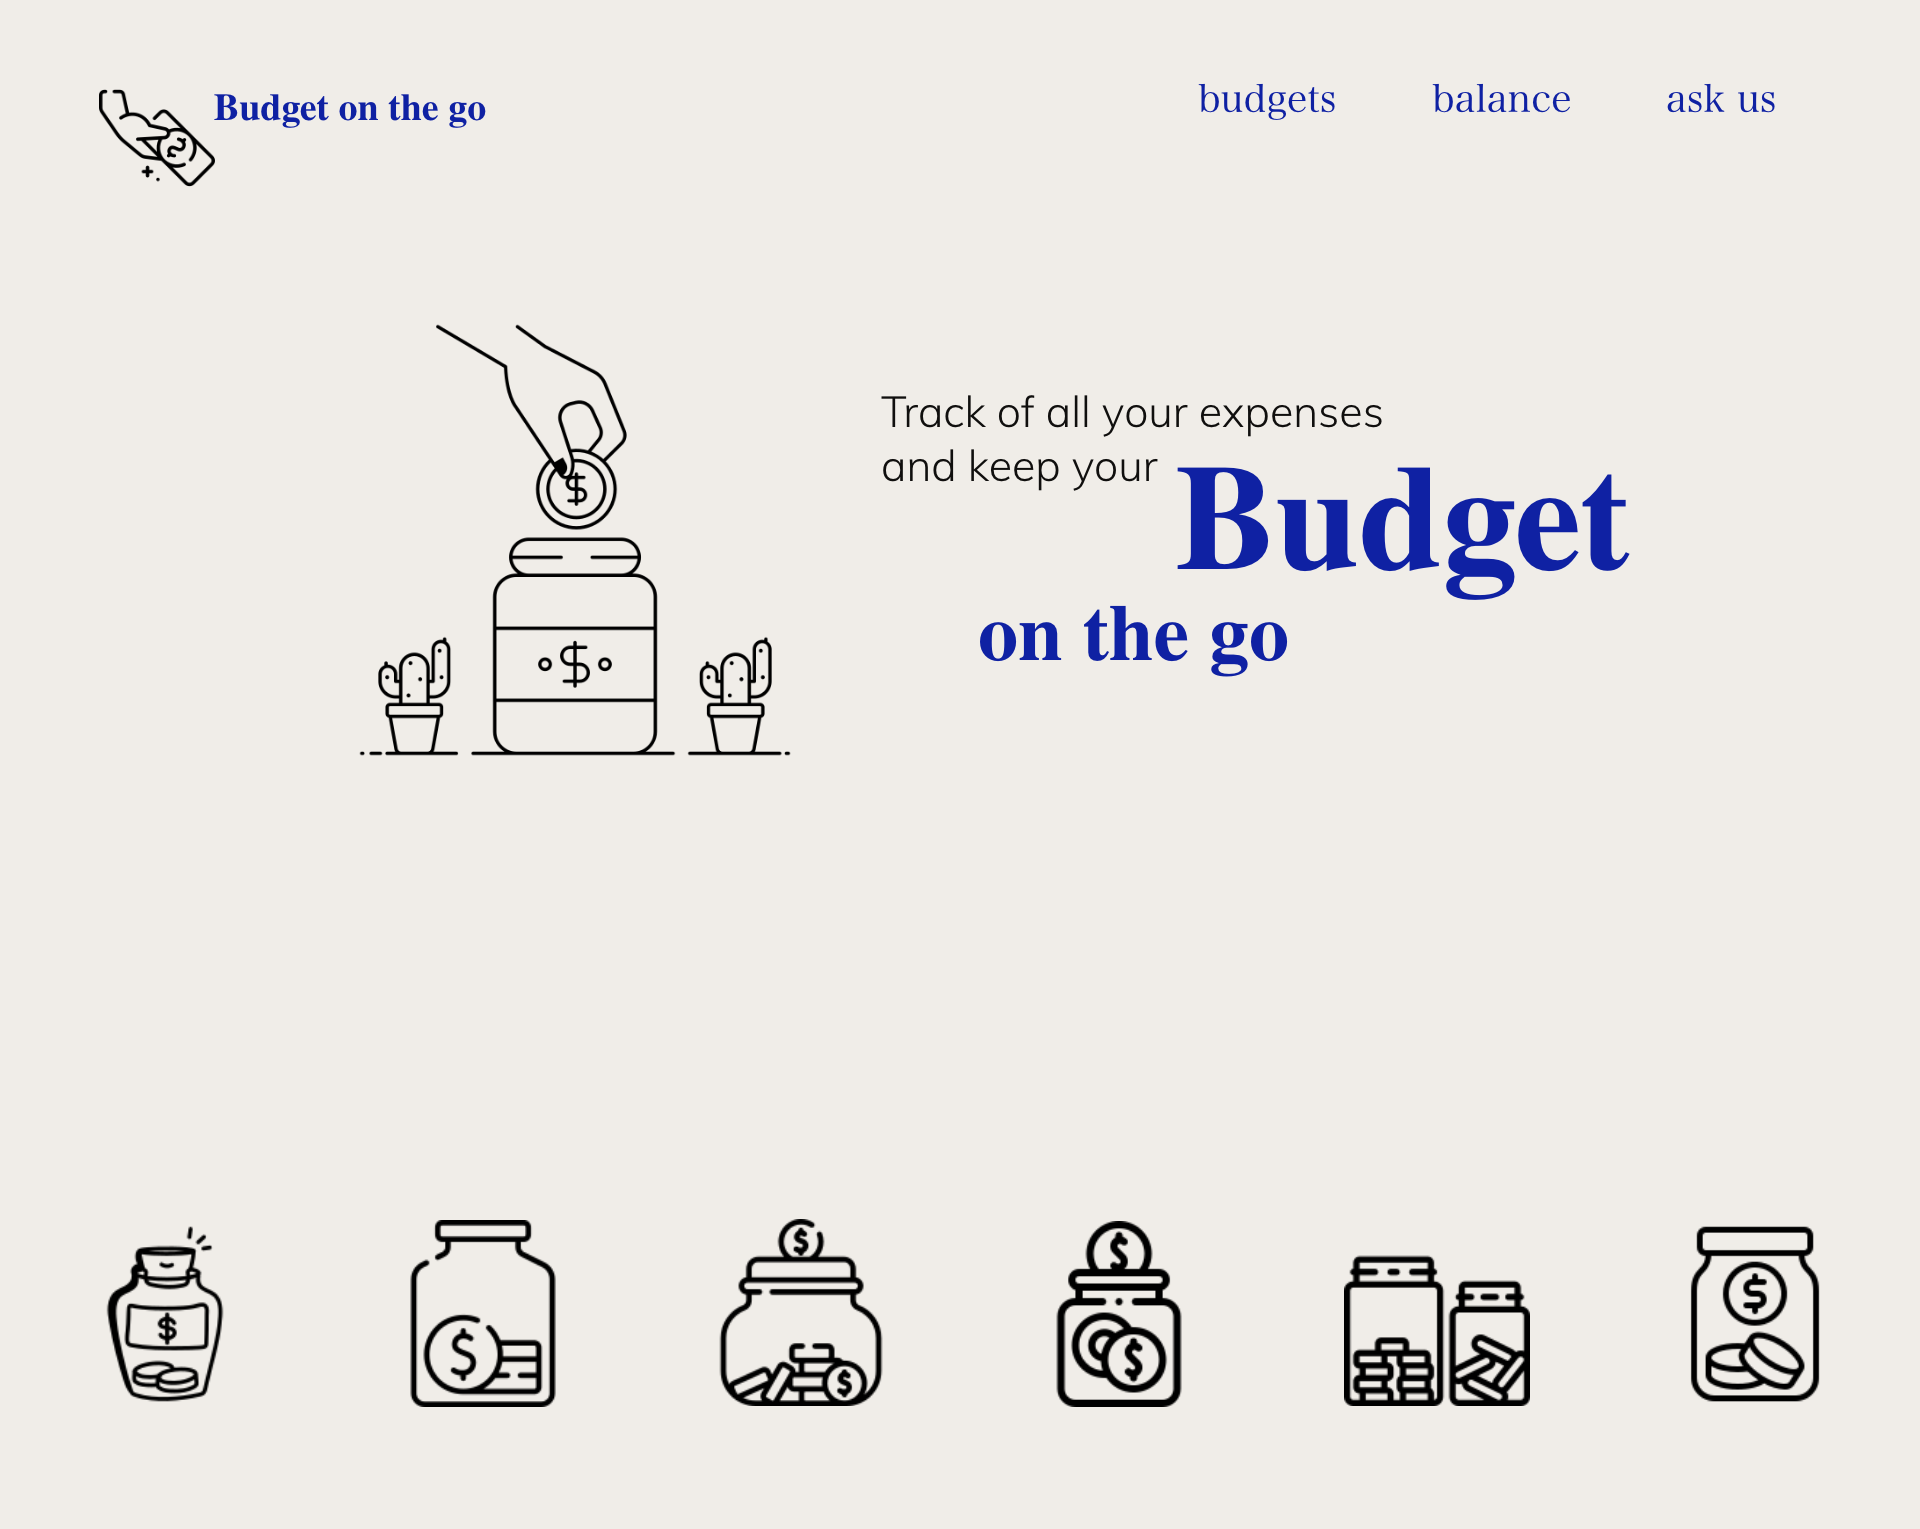 Budget on the go
budgets balance ask us
Track of all your expenses
and keep your Budget
on the go
$
$
$
$
$
$
$
$
$
$